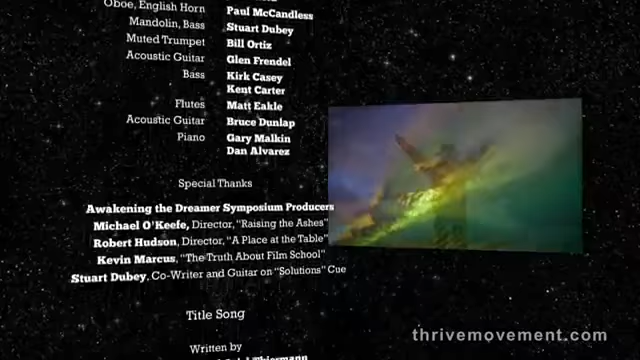 Oboe, English Horn Paul McCandless
Mandolin, Bass Stuart Dubey
Muted Trumpet Bill Ortiz
Acoustic Guitar Glen Frendel
Bass Kirk Casey
Kent Carter
Flutes Matt Eakle
Acoustic Guitar Bruce Dunlap
Piano Gary Malkin
Dan Alvarez
Special Thanks
Awakening the Dreamer Symposium Producers
Michael O'Keefe, Director, "Raising the Ashes"
Robert Hudson, Director, "A Place at the Table"
Kevin Marcus, "The Truth About Film School"
Stuart Dubey, Co-Writer and Guitar on "Solutions" Cue
Title Song
Written by
thrivemovement.com